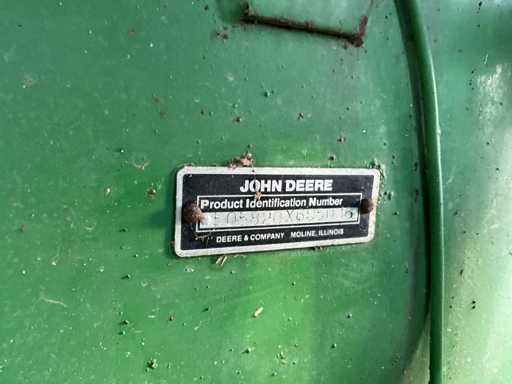 JOHN DEERE
Product Identification Number
DEERE & COMPANY MOLINE, ILLINOIS